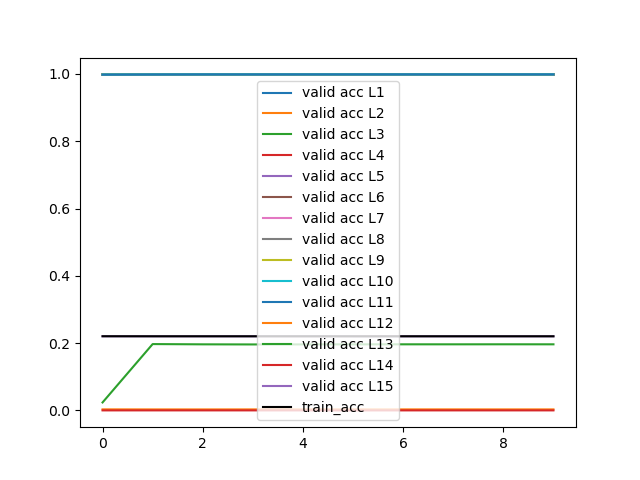 1.0
0.8
0.6
0.4
0.2
0.0
valid acc L1
valid acc L2
valid acc L3
valid acc L4
valid acc L5
valid acc L6
valid acc L7
valid acc L8
valid acc L9
valid acc L10
valid acc L11
valid acc L12
valid acc L13
valid acc L14
valid acc L15
train_acc
0 2 4 6 8